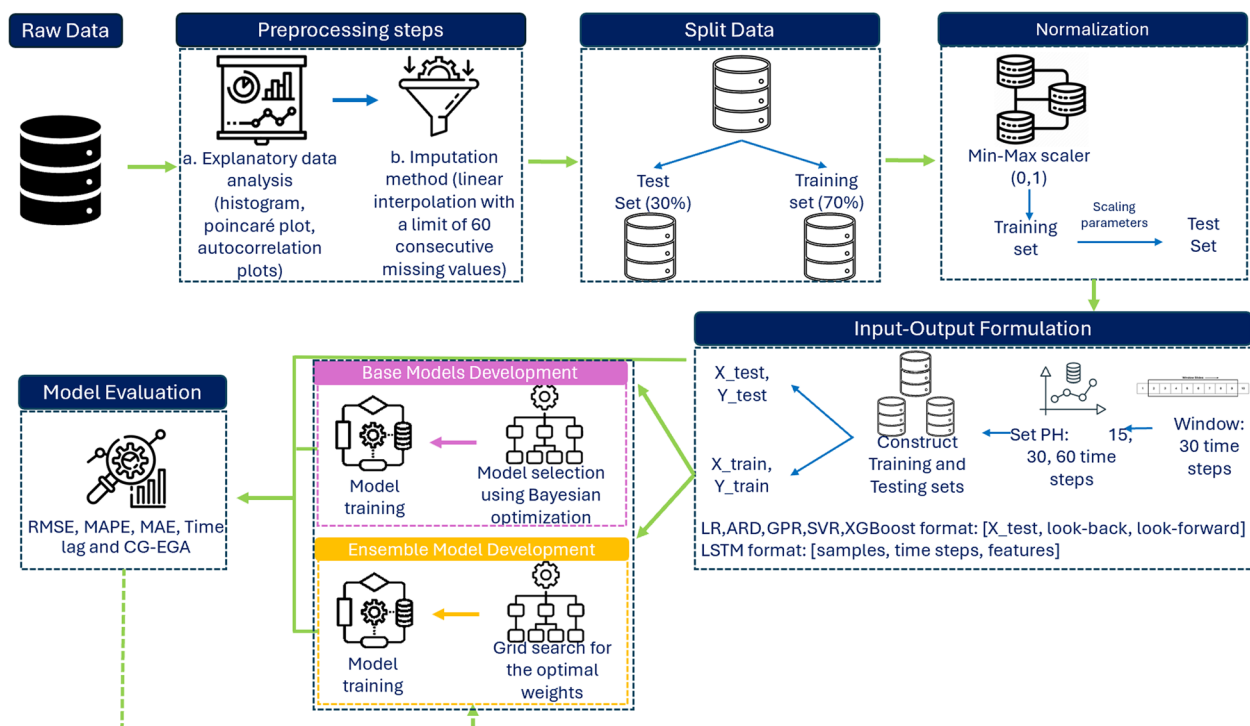 Raw Data
Preprocessing steps
a. Explanatory data
analysis
(histogram,
poincaré plot,
autocorrelation
plots)
b. Imputation
method (linear
interpolation with
a limit of 60
consecutive
missing values)
Split Data
Test
Set (30%)
Training
set (70%)
Normalization
Min-Max scaler
(0,1)
Training
set
Scaling
parameters
Test
Set
Input-Output Formulation
Window:
30 time
steps
Set PH: 15,
30, 60 time
steps
Construct
Training and
Testing sets
X_test,
Y_test
X_train,
Y_train
LR,ARD,GPR,SVR,XGBoost format: [X_test, look-back, look-forward]
LSTM format: [samples, time steps, features]
Base Models Development
Model selection
using Bayesian
optimization
Model
training
Ensemble Model Development
Grid search for
the optimal
weights
Model
training
Model Evaluation
RMSE, MAPE, MAE, Time
lag and CG-EGA